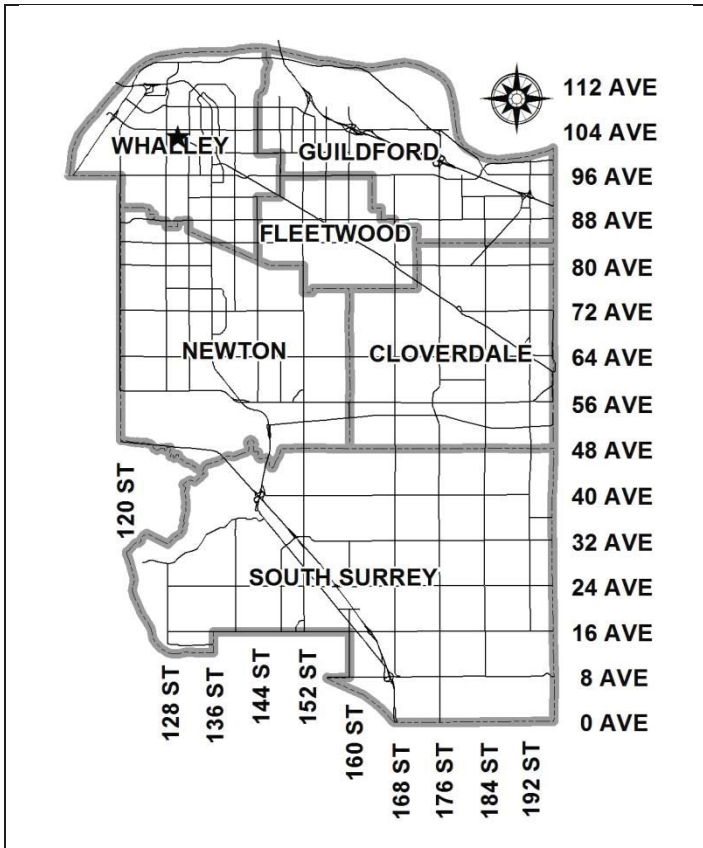 112 AVE
104 AVE
WHALLEY
GUILDFORD
96 AVE
88 AVE
FLEETWOOD
80 AVE
72 AVE
NEWTON
CLOVERDALE
64 AVE
56 AVE
48 AVE
120 ST
40 AVE
32 AVE
SOUTH SURREY
24 AVE
16 AVE
128 ST
136 ST
144 ST
152 ST
160 ST
168 ST
176 ST
184 ST
192 ST
8 AVE
0 AVE